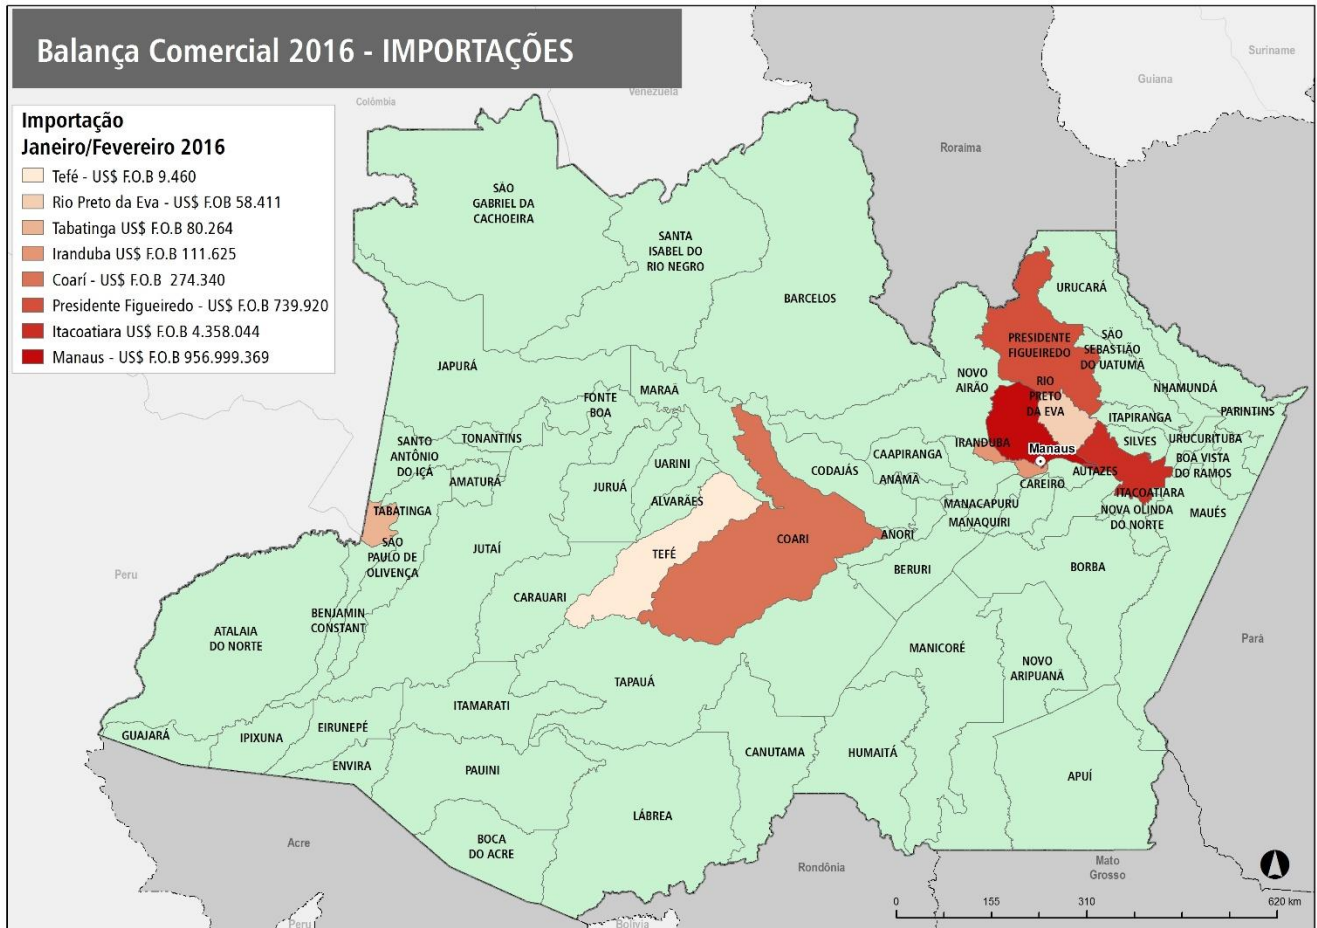 Balança Comercial 2016 - IMPORTAÇÕES
Suriname
Guiana
Venezuela
Colômbia
Importação
Janeiro/Fevereiro 2016
Tefé - US$ F.O.B 9.460
Rio Preto da Eva - US$ F.OB 58.411
Tabatinga US$ F.O.B 80.264
Iranduba US$ F.O.B 111.625
Coarí - US$ F.O.B 274.340
Presidente Figueiredo - US$ F.O.B 739.920
Itacoatiara US$ F.O.B 4.358.044
Manaus - US$ F.O.B 956.999.369
Roraima
SÃO
GABRIEL DA
CACHOEIRA
SANTA
ISABEL DO
RIO NEGRO
BARCELOS
URUCARÁ
PRESIDENTE
FIGUEIREDO
SÃO
SEBASTIÃO
DO UATUMÃ
JAPURÁ
NOVO
AIRÃO
RIO
PRETO
DA EVA
NHAMUNDÁ
MARAÃ
FONTE
BOA
ITAPIRANGA
PARINTINS
SANTO
ANTÔNIO
DO IÇÁ
TONANTINS
IRANDUBA
Manaus
SILVES
URUCURITUBA
BOA VISTA
DO RAMOS
UARINI
CODAJÁS
CAAPIRANGA
ANAMÃ
AUTAZES
CAREIRO
AMATURÁ
JURUÁ
ALVARÃES
ITACOATIARA
MANACAPURU
MANAQUIRI
NOVA OLINDA
DO NORTE
MAUÉS
TABATINGA
SÃO
PAULO DE
OLIVENÇA
JUTAÍ
TEFÉ
COARI
ANORI
BERURI
BORBA
Peru
CARAUARI
BENJAMIN
CONSTANT
ATALAIA
DO NORTE
Pará
MANICORÉ
NOVO
ARIPUANÃ
TAPAUÁ
ITAMARATI
GUAJARÁ
IPIXUNA
EIRUNEPÉ
ENVIRA
PAUINI
CANUTAMA
HUMAITÁ
APUÍ
LÁBREA
BOCA
DO ACRE
Acre
Rondônia
Mato
Grosso
Peru
Bolívia
0 155 310 620 km